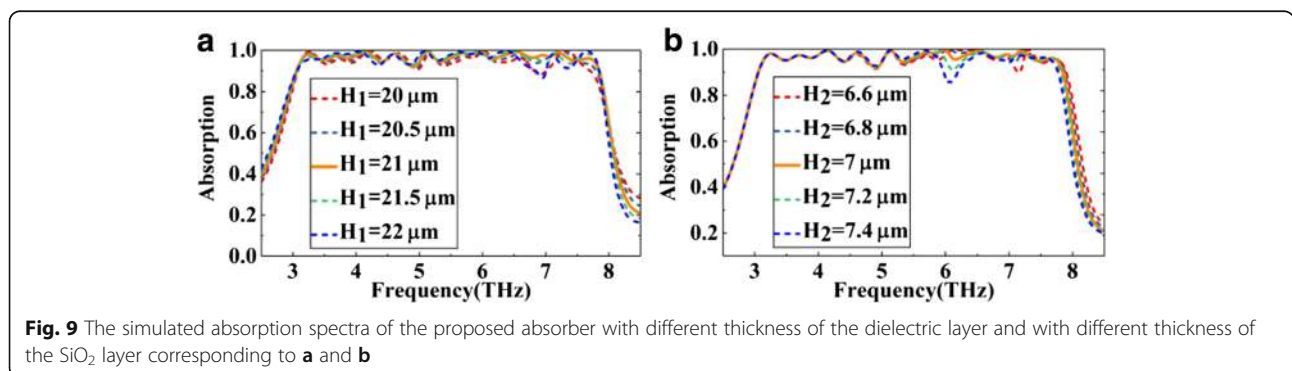 a
1.0
0.8
0.6
0.4
0.2
0.0
Absorption
H1=20 μm
H1=20.5 μm
H1=21 μm
H1=21.5 μm
H1=22 μm
3 4 5 6 7 8
Frequency(THz)
b
1.0
0.8
0.6
0.4
0.2
Absorption
H2=6.6 μm
H2=6.8 μm
H2=7 μm
H2=7.2 μm
H2=7.4 μm
3 4 5 6 7 8
Frequency(THz)
Fig. 9 The simulated absorption spectra of the proposed absorber with different thickness of the dielectric layer and with different thickness of
the SiO2 layer corresponding to a and b